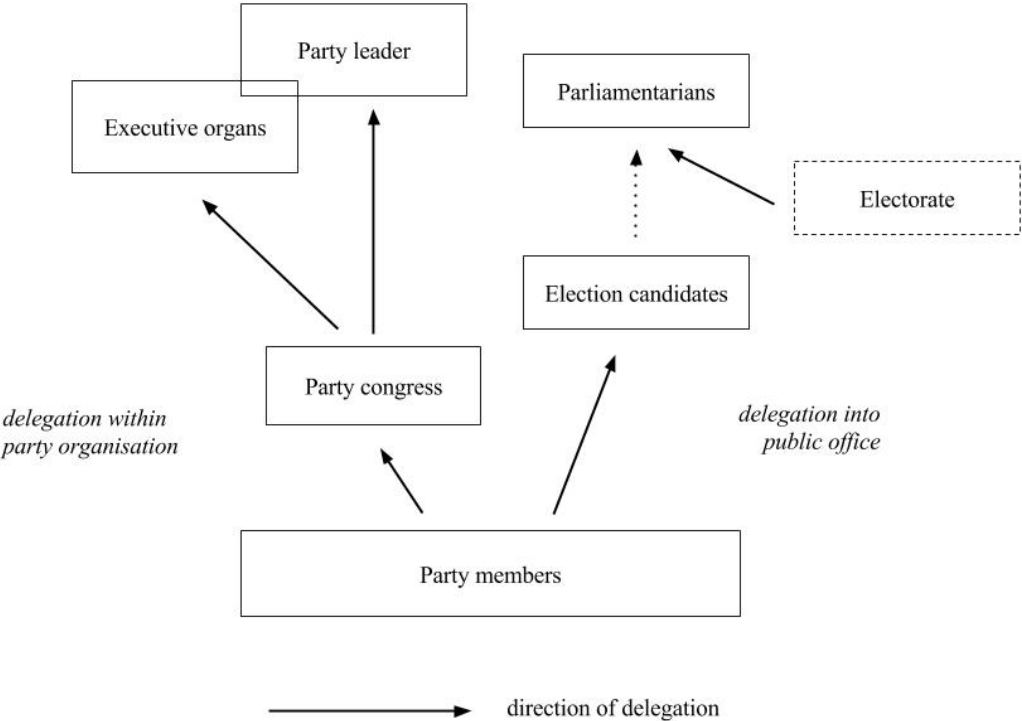 Party leader
Parliamentarians
Executive organs
Electorate
Election candidates
Party congress
delegation within
party organisation
delegation into
public office
Party members
direction of delegation